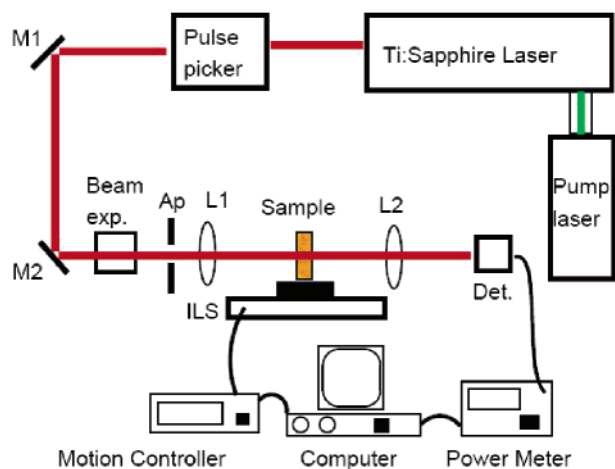 M1
Pulse
picker
Ti:Sapphire Laser
Pump
laser
Beam
exp.
Ap
L1
Sample
L2
M2
Det.
ILS
Motion Controller
Computer
Power Meter